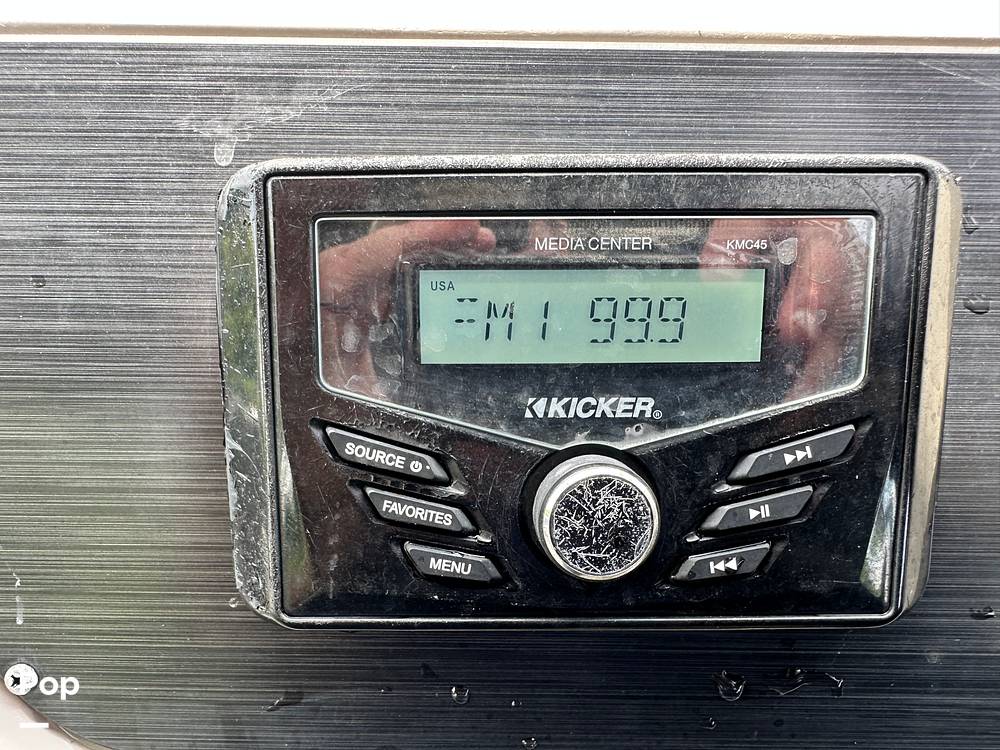 MEDIA CENTER KMC45
USA
FM1 99.9
KICKER®
SOURCE
FAVORITES
MENU
op